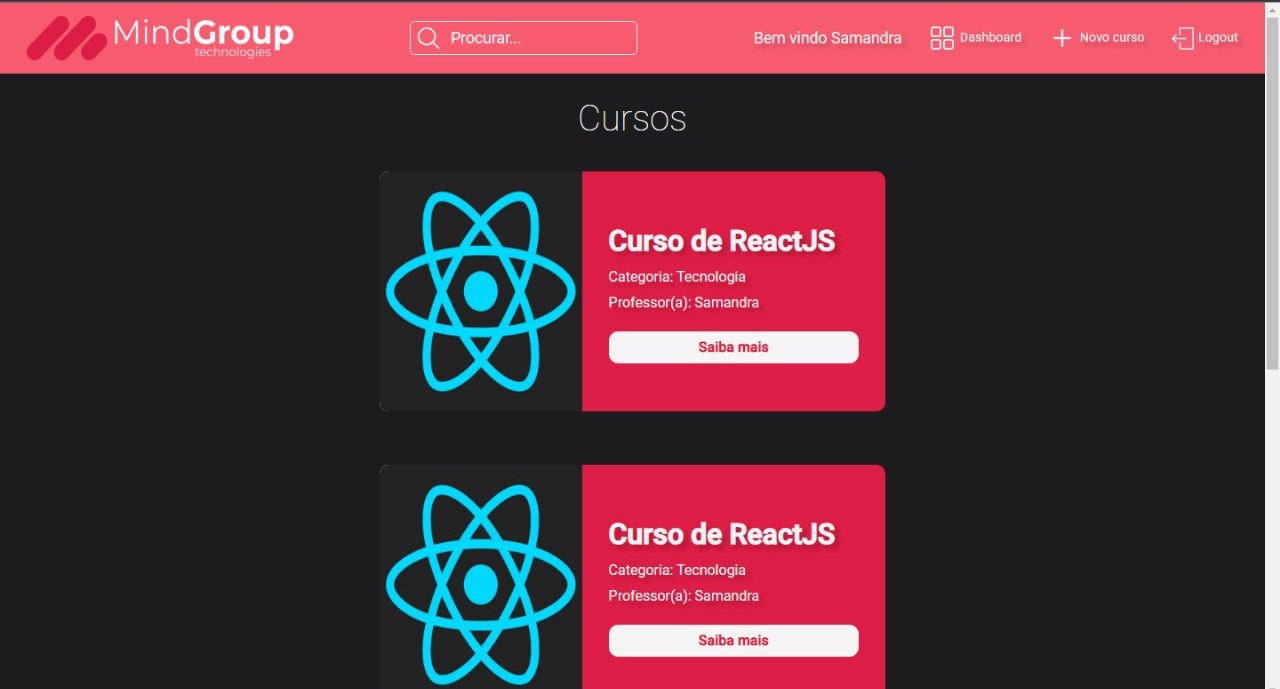 MindGroup
technologies
Procurar...
Bem vindo Samandra
Dashboard
Novo curso
Logout
Cursos
Curso de ReactJS
Categoria: Tecnologia
Professor(a): Samandra
Saiba mais
Curso de ReactJS
Categoria: Tecnologia
Professor(a): Samandra
Saiba mais